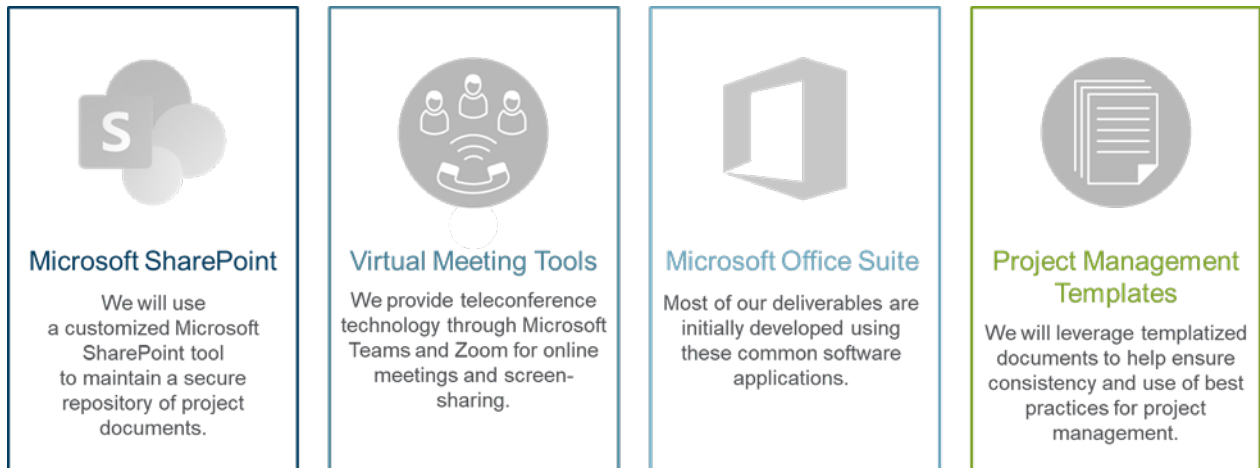 S
Microsoft SharePoint
We will use
a customized Microsoft
SharePoint tool
to maintain a secure
repository of project
documents.
Virtual Meeting Tools
We provide teleconference
technology through Microsoft
Teams and Zoom for online
meetings and screen-
sharing.
Microsoft Office Suite
Most of our deliverables are
initially developed using
these common software
applications.
Project Management
Templates
We will leverage templatized
documents to help ensure
consistency and use of best
practices for project
management.